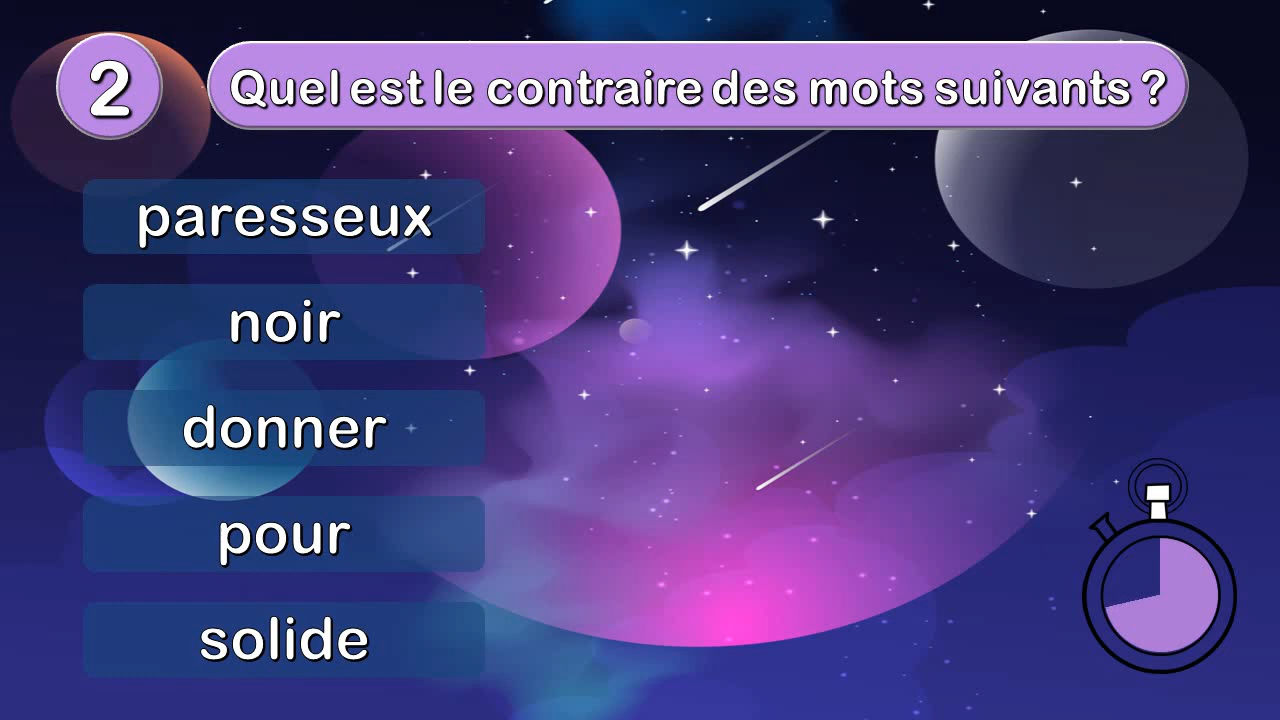 2
Quel est le contraire des mots suivants ?
paresseux
noir
donner
pour
solide